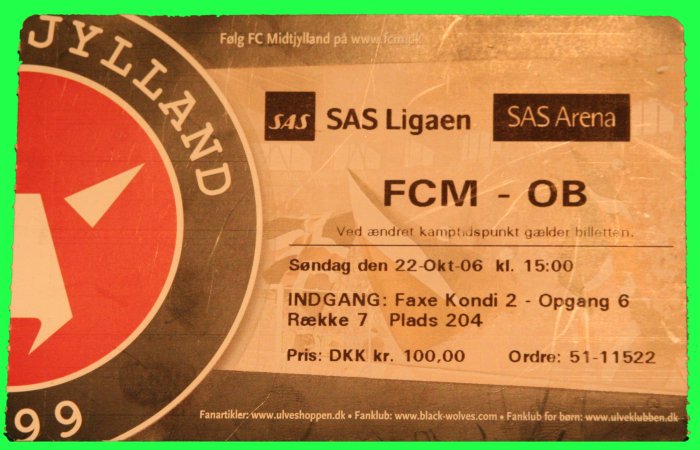 JYLLAND
99
Følg FC Midtjylland på www.fcm.dk
SAS SAS Ligaen SAS Arena
FCM - OB
Ved ændret kamptidspunkt gælder billetten.
Søndag den 22-Okt-06 kl. 15:00
INDGANG: Faxe Kondi 2 - Opgang 6
Række 7 Plads 204
Pris: DKK kr. 100,00 Ordre: 51-11522
Fanartikler: www.ulveshoppen.dk • Fanklub: www.black-wolves.com • Fanklub for børn: www.ulveklubben.dk